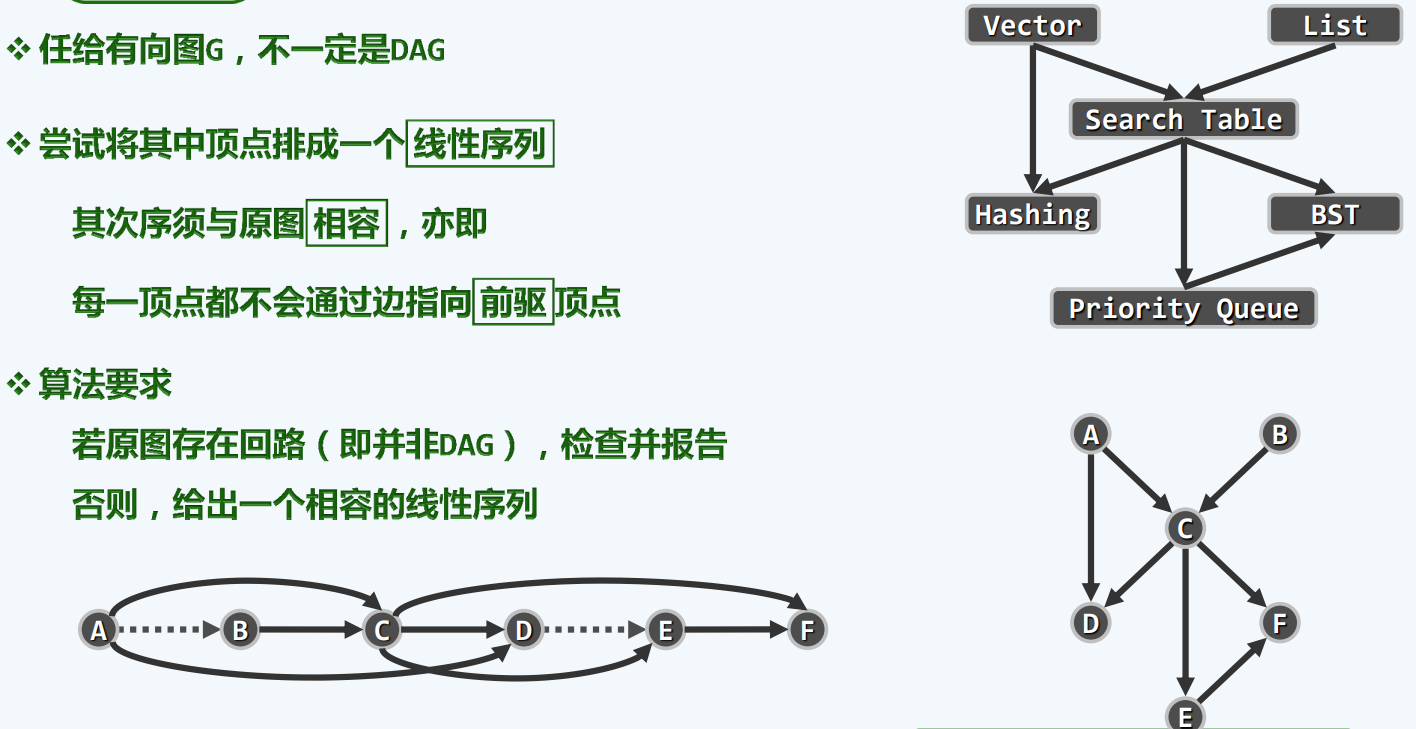 ❖ 任给有向图G，不一定是DAG
❖ 尝试将其中顶点排成一个线性序列
其次序须与原图相容，亦即
每一顶点都不会通过边指向前驱顶点
❖ 算法要求
若原图存在回路（即并非DAG），检查并报告
否则，给出一个相容的线性序列
A B C D E F
Vector List
Search Table
Hashing BST
Priority Queue
A B
C
D F
E